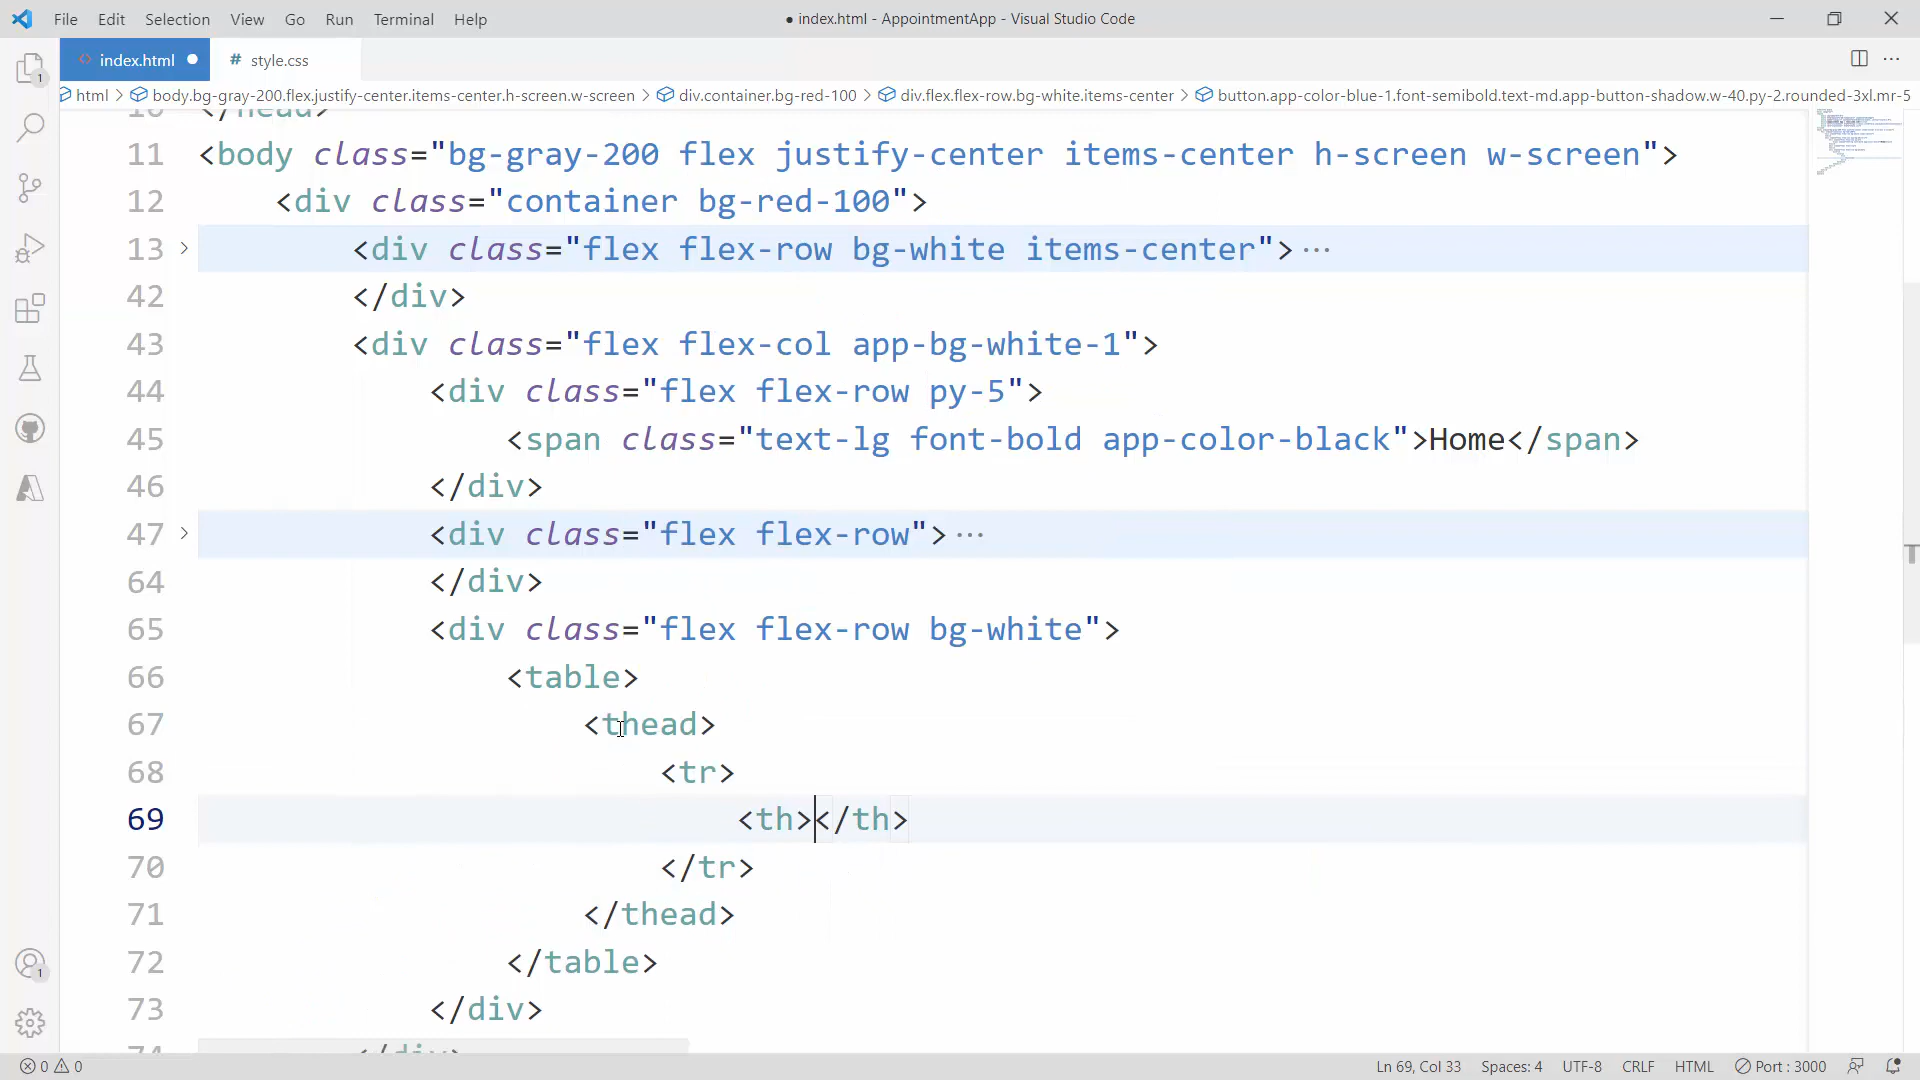 File Edit Selection View Go Run Terminal Help
● index.html - AppointmentApp - Visual Studio Code
index.html
# style.css
html > body.bg-gray-200.flex.justify-center.items-center.h-screen.w-screen > div.container.bg-red-100 > div.flex.flex-row.bg-white.items-center > button.app-color-blue-1.font-semibold.text-md.app-button-shadow.w-40.py-2.rounded-3xl.mr-5
10 </head>
11 <body class="bg-gray-200 flex justify-center items-center h-screen w-screen">
12 <div class="container bg-red-100">
13 <div class="flex flex-row bg-white items-center">···
42 </div>
43 <div class="flex flex-col app-bg-white-1">
44 <div class="flex flex-row py-5">
45 <span class="text-lg font-bold app-color-black">Home</span>
46 </div>
47 <div class="flex flex-row">···
64 </div>
65 <div class="flex flex-row bg-white">
66 <table>
67 <thead>
68 <tr>
69 <th></th>
70 </tr>
71 </thead>
72 </table>
73 </div>
74 </div>
1
1
0 0 Ln 69, Col 33 Spaces: 4 UTF-8 CRLF HTML Port : 3000